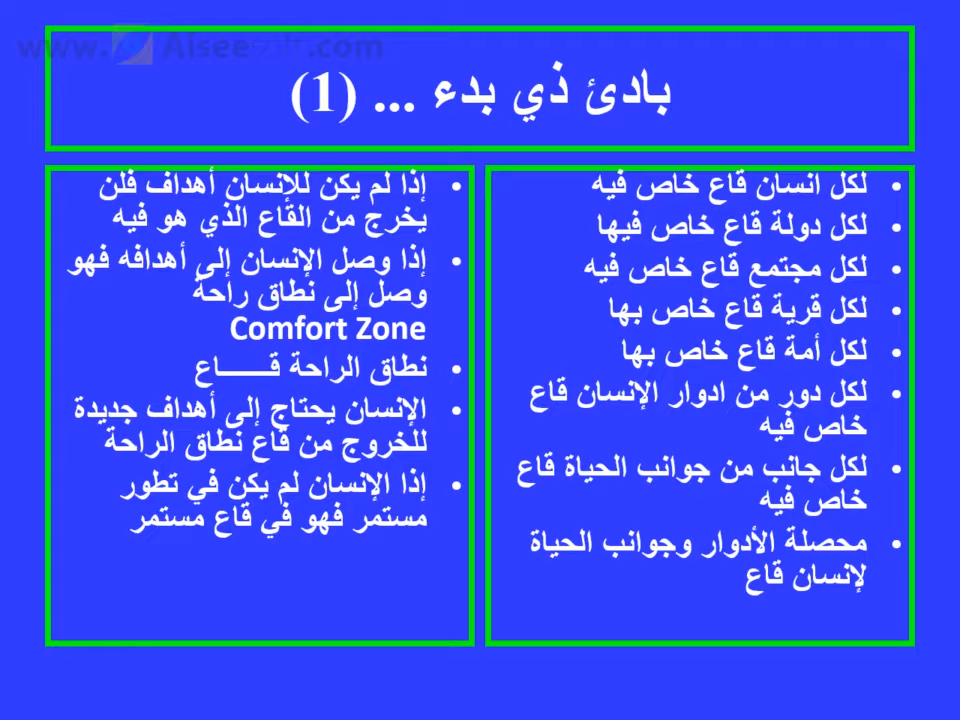 www.Aiseesoft.com
بادئ ذي بدء ... (1)
• لكل انسان قاع خاص فيه
• لكل دولة قاع خاص فيها
• لكل مجتمع قاع خاص فيه
• لكل قرية قاع خاص بها
• لكل أمة قاع خاص بها
• لكل دور من ادوار الإنسان قاع
خاص فيه
• لكل جانب من جوانب الحياة قاع
خاص فيه
• محصلة الأدوار وجوانب الحياة
لإنسان قاع
• إذا لم يكن للإنسان أهداف فلن
يخرج من القاع الذي هو فيه
• إذا وصل الإنسان إلى أهدافه فهو
وصل إلى نطاق راحة
Comfort Zone
• نطاق الراحة قــــــاع
• الإنسان يحتاج إلى أهداف جديدة
للخروج من قاع نطاق الراحة
• إذا الإنسان لم يكن في تطور
مستمر فهو في قاع مستمر